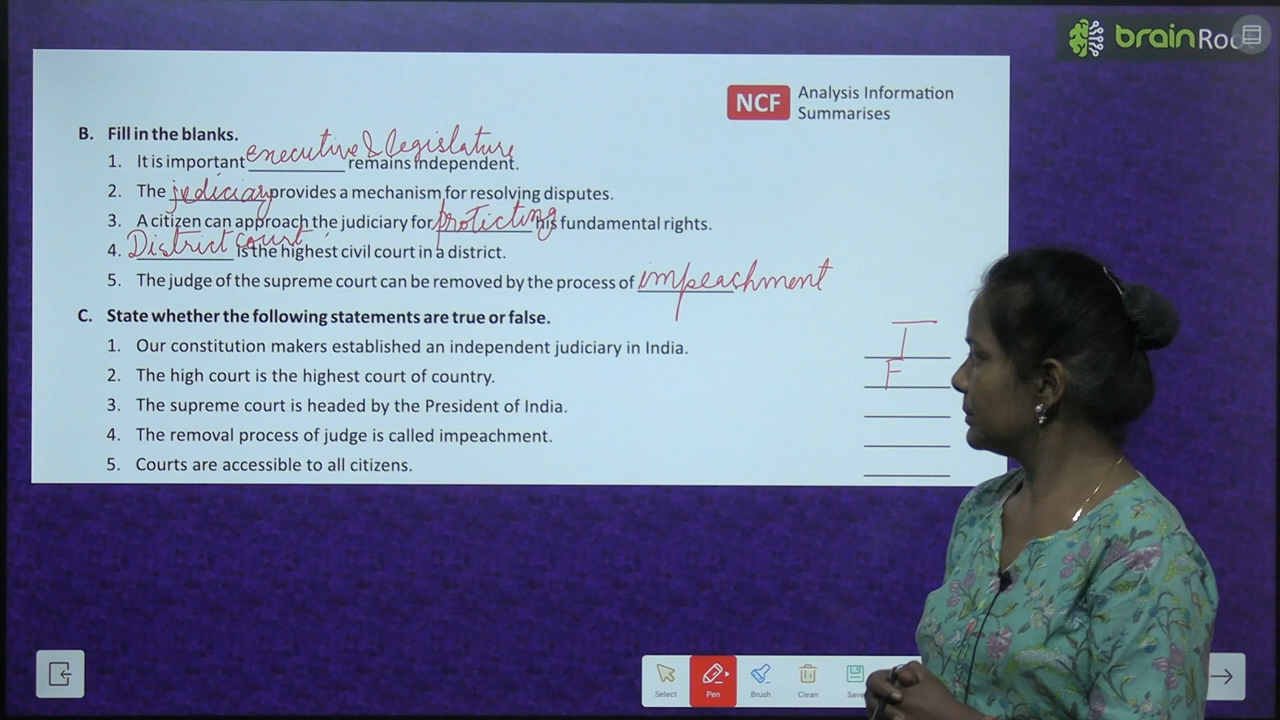 brainRoo
NCF Analysis Information
Summarises
B. Fill in the blanks.
1. It is important executive & legislature remains independent.
2. The jediciary provides a mechanism for resolving disputes.
3. A citizen can approach the judiciary for proticting his fundamental rights.
4. District court is the highest civil court in a district.
5. The judge of the supreme court can be removed by the process of impeachment
C. State whether the following statements are true or false.
1. Our constitution makers established an independent judiciary in India. T
2. The high court is the highest court of country. F
3. The supreme court is headed by the President of India.
4. The removal process of judge is called impeachment.
5. Courts are accessible to all citizens.
Select Pen Brush Clean Save